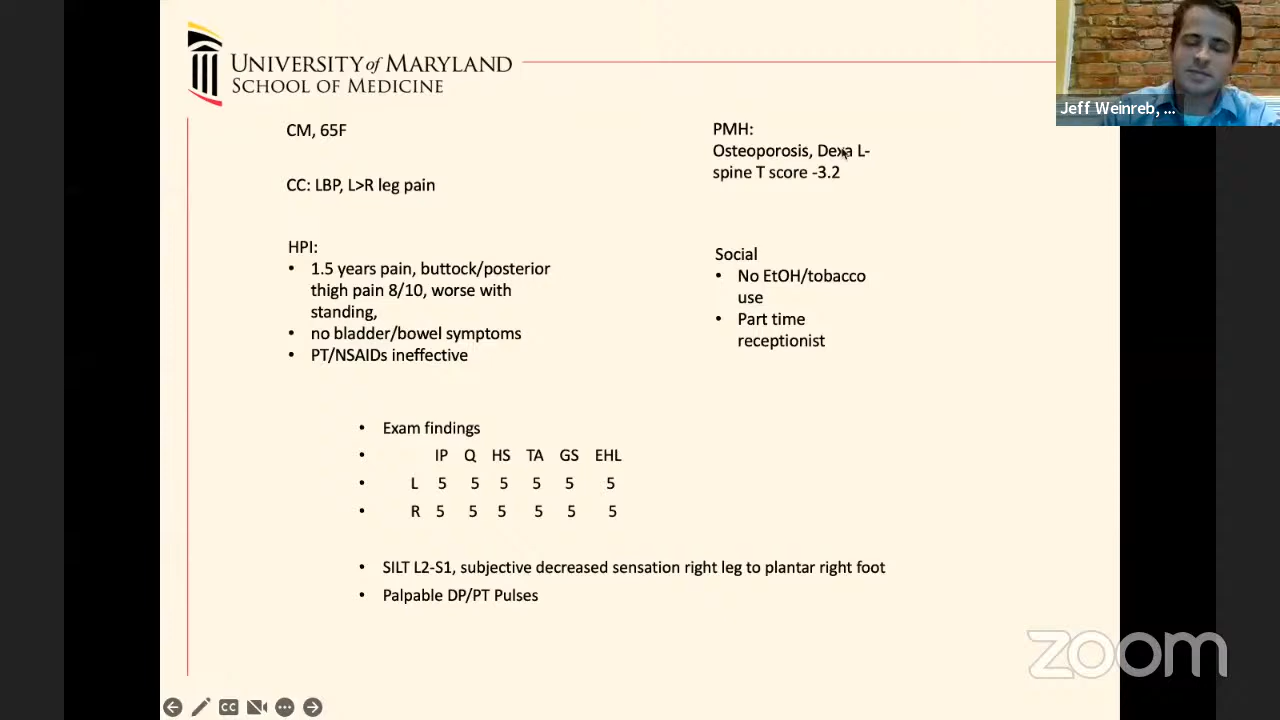 UNIVERSITY of MARYLAND
SCHOOL OF MEDICINE
Jeff Weinreb, ...
CM, 65F
CC: LBP, L>R leg pain
HPI:
• 1.5 years pain, buttock/posterior
thigh pain 8/10, worse with
standing,
• no bladder/bowel symptoms
• PT/NSAIDs ineffective
PMH:
Osteoporosis, Dexa L-
spine T score -3.2
Social
• No EtOH/tobacco
use
• Part time
receptionist
• Exam findings
• IP Q HS TA GS EHL
• L 5 5 5 5 5 5
• R 5 5 5 5 5 5
• SILT L2-S1, subjective decreased sensation right leg to plantar right foot
• Palpable DP/PT Pulses
zoom
CC